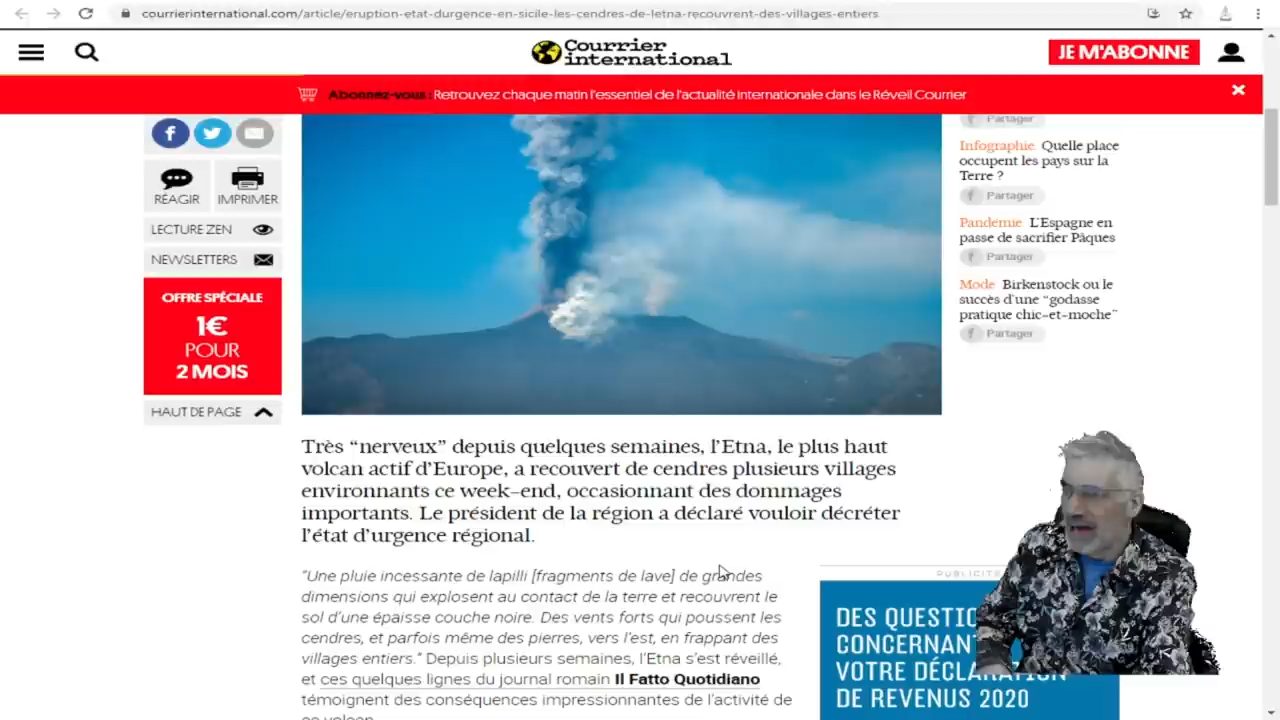 courrierinternational.com/article/eruption-etat-durgence-en-sicile-les-cendres-de-letna-recouvrent-des-villages-entiers
Courrier
international
JE M'ABONNE
Abonnez-vous : Retrouvez chaque matin l'essentiel de l'actualité internationale dans le Réveil Courrier
RÉAGIR
IMPRIMER
LECTURE ZEN
NEWSLETTERS
OFFRE SPÉCIALE
1€
POUR
2 MOIS
HAUT DE PAGE
Partager
Infographie Quelle place
occupent les pays sur la
Terre ?
Partager
Pandémie L'Espagne en
passe de sacrifier Pâques
Partager
Mode Birkenstock ou le
succès d'une “godasse
pratique chic-et-moche”
Partager
Très “nerveux” depuis quelques semaines, l'Etna, le plus haut
volcan actif d'Europe, a recouvert de cendres plusieurs villages
environnants ce week-end, occasionnant des dommages
importants. Le président de la région a déclaré vouloir décréter
l'état d'urgence régional.
“Une pluie incessante de lapilli [fragments de lave] de grandes
dimensions qui explosent au contact de la terre et recouvrent le
sol d'une épaisse couche noire. Des vents forts qui poussent les
cendres, et parfois même des pierres, vers l'est, en frappant des
villages entiers.” Depuis plusieurs semaines, l'Etna s'est réveillé,
et ces quelques lignes du journal romain Il Fatto Quotidiano
témoignent des conséquences impressionnantes de l'activité de
ce volcan
PUBLICITE
DES QUESTIO
CONCERNANT
VOTRE DÉCLARATION
DE REVENUS 2020